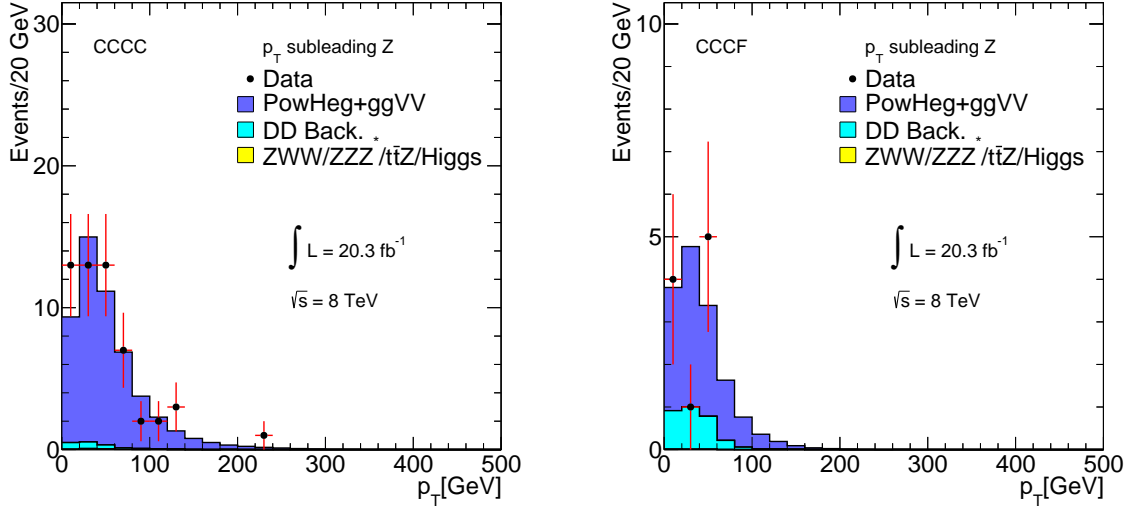 Events/20 GeV
30
20
10
0
CCCC
p_T subleading Z
Data
PowHeg+ggVV
DD Back.
ZWW/ZZZ*/tt̄Z/Higgs
∫ L = 20.3 fb⁻¹
√s = 8 TeV
0 100 200 300 400 500
p_T[GeV]
Events/20 GeV
10
5
0
CCCF
p_T subleading Z
Data
PowHeg+ggVV
DD Back.
ZWW/ZZZ*/tt̄Z/Higgs
∫ L = 20.3 fb⁻¹
√s = 8 TeV
0 100 200 300 400 500
p_T[GeV]